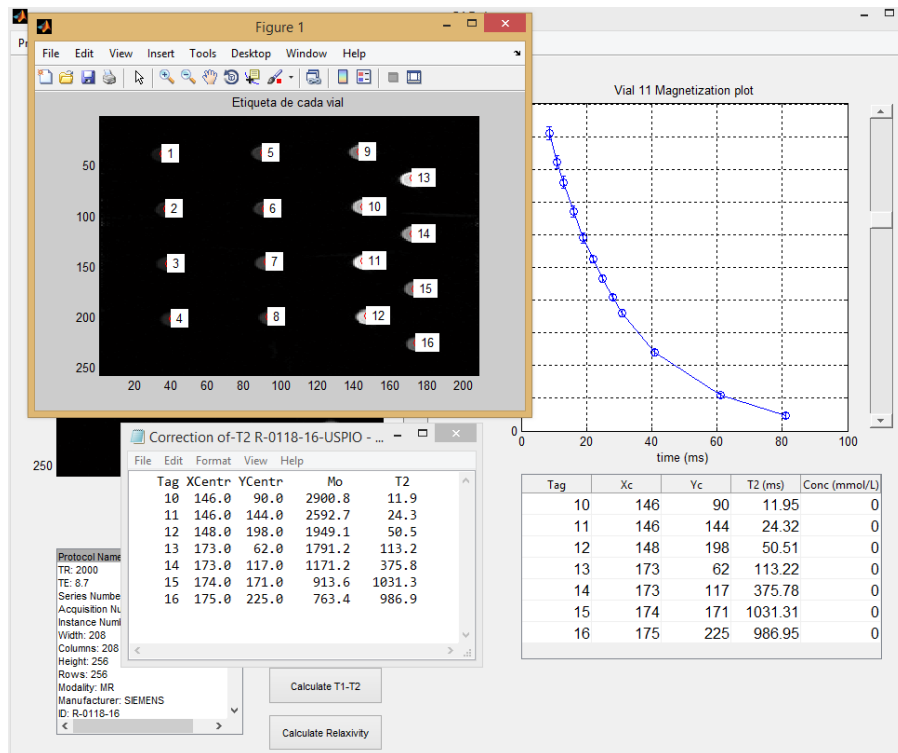 Figure 1
File Edit View Insert Tools Desktop Window Help
Etiqueta de cada vial
50
100
150
200
250
20 40 60 80 100 120 140 160 180 200
1
2
3
4
5
6
7
8
9
10
11
12
13
14
15
16
Vial 11 Magnetization plot
0
0 20 40 60 80 100
time (ms)
250
Correction of-T2 R-0118-16-USPIO - ...
File Edit Format View Help
Tag XCentr YCentr Mo T2
10 146.0 90.0 2900.8 11.9
11 146.0 144.0 2592.7 24.3
12 148.0 198.0 1949.1 50.5
13 173.0 62.0 1791.2 113.2
14 173.0 117.0 1171.2 375.8
15 174.0 171.0 913.6 1031.3
16 175.0 225.0 763.4 986.9
Tag Xc Yc T2 (ms) Conc (mmol/L)
10 146 90 11.95 0
11 146 144 24.32 0
12 148 198 50.51 0
13 173 62 113.22 0
14 173 117 375.78 0
15 174 171 1031.31 0
16 175 225 986.95 0
Protocol Name
TR: 2000
TE: 8.7
Series Numbe
Acquisition Nu
Instance Numb
Width: 208
Columns: 208
Height: 256
Rows: 256
Modality: MR
Manufacturer: SIEMENS
ID: R-0118-16
Calculate T1-T2
Calculate Relaxivity